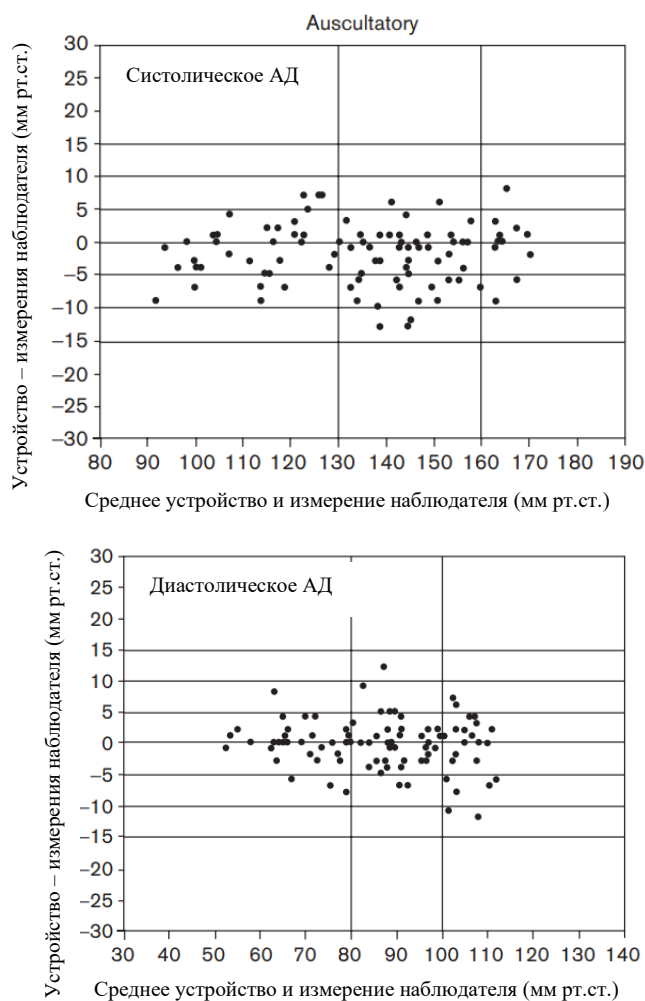 Auscultatory
Устройство – измерения наблюдателя (мм рт.ст.)
30
25
20
15
10
5
0
−5
−10
−15
−20
−25
−30
Систолическое АД
80 90 100 110 120 130 140 150 160 170 180 190
Среднее устройство и измерение наблюдателя (мм рт.ст.)
Устройство – измерения наблюдателя (мм рт.ст.)
30
25
20
15
10
5
0
−5
−10
−15
−20
−25
−30
Диастолическое АД
30 40 50 60 70 80 90 100 110 120 130 140
Среднее устройство и измерение наблюдателя (мм рт.ст.)